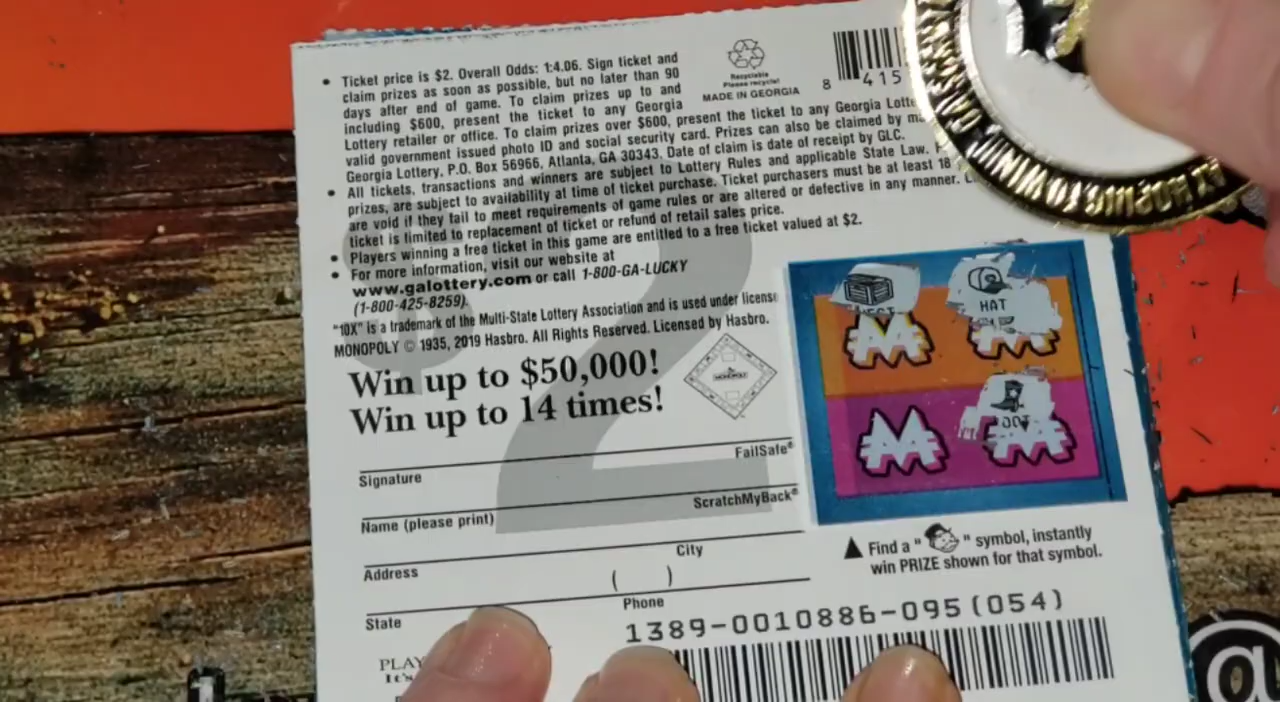 • Ticket price is $2. Overall Odds: 1:4.06. Sign ticket and
claim prizes as soon as possible, but no later than 90
days after end of game. To claim prizes up to and
including $600, present the ticket to any Georgia
Lottery retailer or office. To claim prizes over $600, present the ticket to any Georgia
valid government issued photo ID and social security card. Prizes can also be claimed by
Georgia Lottery, P.O. Box 56966, Atlanta, GA 30343. Date of claim is date of receipt by GLC.
• All tickets, transactions and winners are subject to Lottery Rules and applicable State Law.
prizes, are subject to availability at time of ticket purchase. Ticket purchasers must be at least 18
are void if they fail to meet requirements of game rules or are altered or defective in any manner.
ticket is limited to replacement of ticket or refund of retail sales price.
• Players winning a free ticket in this game are entitled to a free ticket valued at $2.
• For more information, visit our website at
www.galottery.com or call 1-800-GA-LUCKY
(1-800-425-8259).
"10X" is a trademark of the Multi-State Lottery Association and is used under license
MONOPOLY © 1935, 2019 Hasbro. All Rights Reserved. Licensed by Hasbro.
Recyclable
Please recycle!
MADE IN GEORGIA
8 415
Win up to $50,000!
Win up to 14 times!
MONOPOLY
2
HAT
FailSafe®
Signature
ScratchMyBack®
Name (please print)
City
Address
( )
Phone
State
▲ Find a " " symbol, instantly
win PRIZE shown for that symbol.
1389-0010886-095(054)
PLAY
It's
@